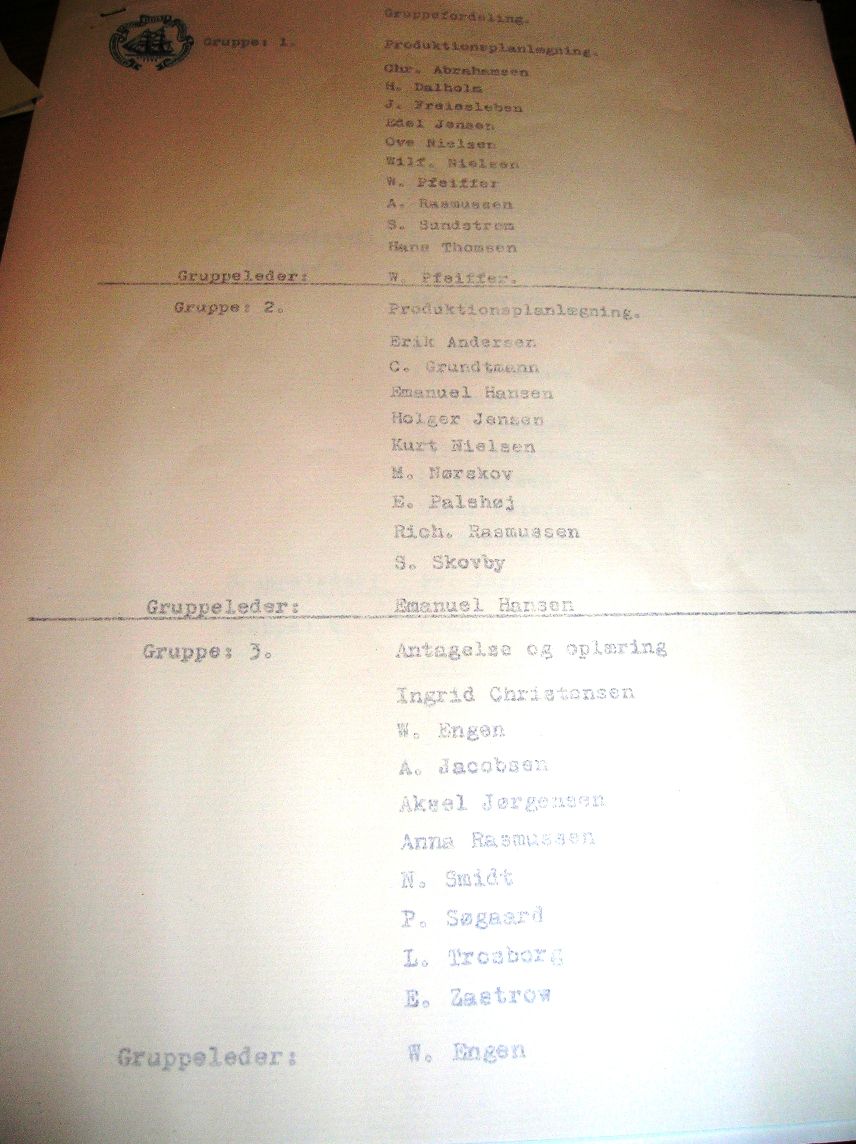 Gruppefordeling.
Gruppe: 1. Produktionsplanlægning.
Chr. Abrahamsen
H. Dalholm
J. Freiesleben
Edel Jensen
Ove Nielsen
Wilf. Nielsen
W. Pfeiffer
A. Rasmussen
S. Sundstrøm
Hans Thomsen
Gruppeleder: W. Pfeiffer.
Gruppe: 2. Produktionsplanlægning.
Erik Andersen
C. Grundtmann
Emanuel Hansen
Holger Jensen
Kurt Nielsen
M. Nørskov
E. Palshøj
Rich. Rasmussen
S. Skovby
Gruppeleder: Emanuel Hansen
Gruppe: 3. Antagelse og oplæring
Ingrid Christensen
W. Engen
A. Jacobsen
Aksel Jørgensen
Anna Rasmussen
N. Smidt
P. Søgaard
L. Trosborg
E. Zastrow
Gruppeleder: W. Engen